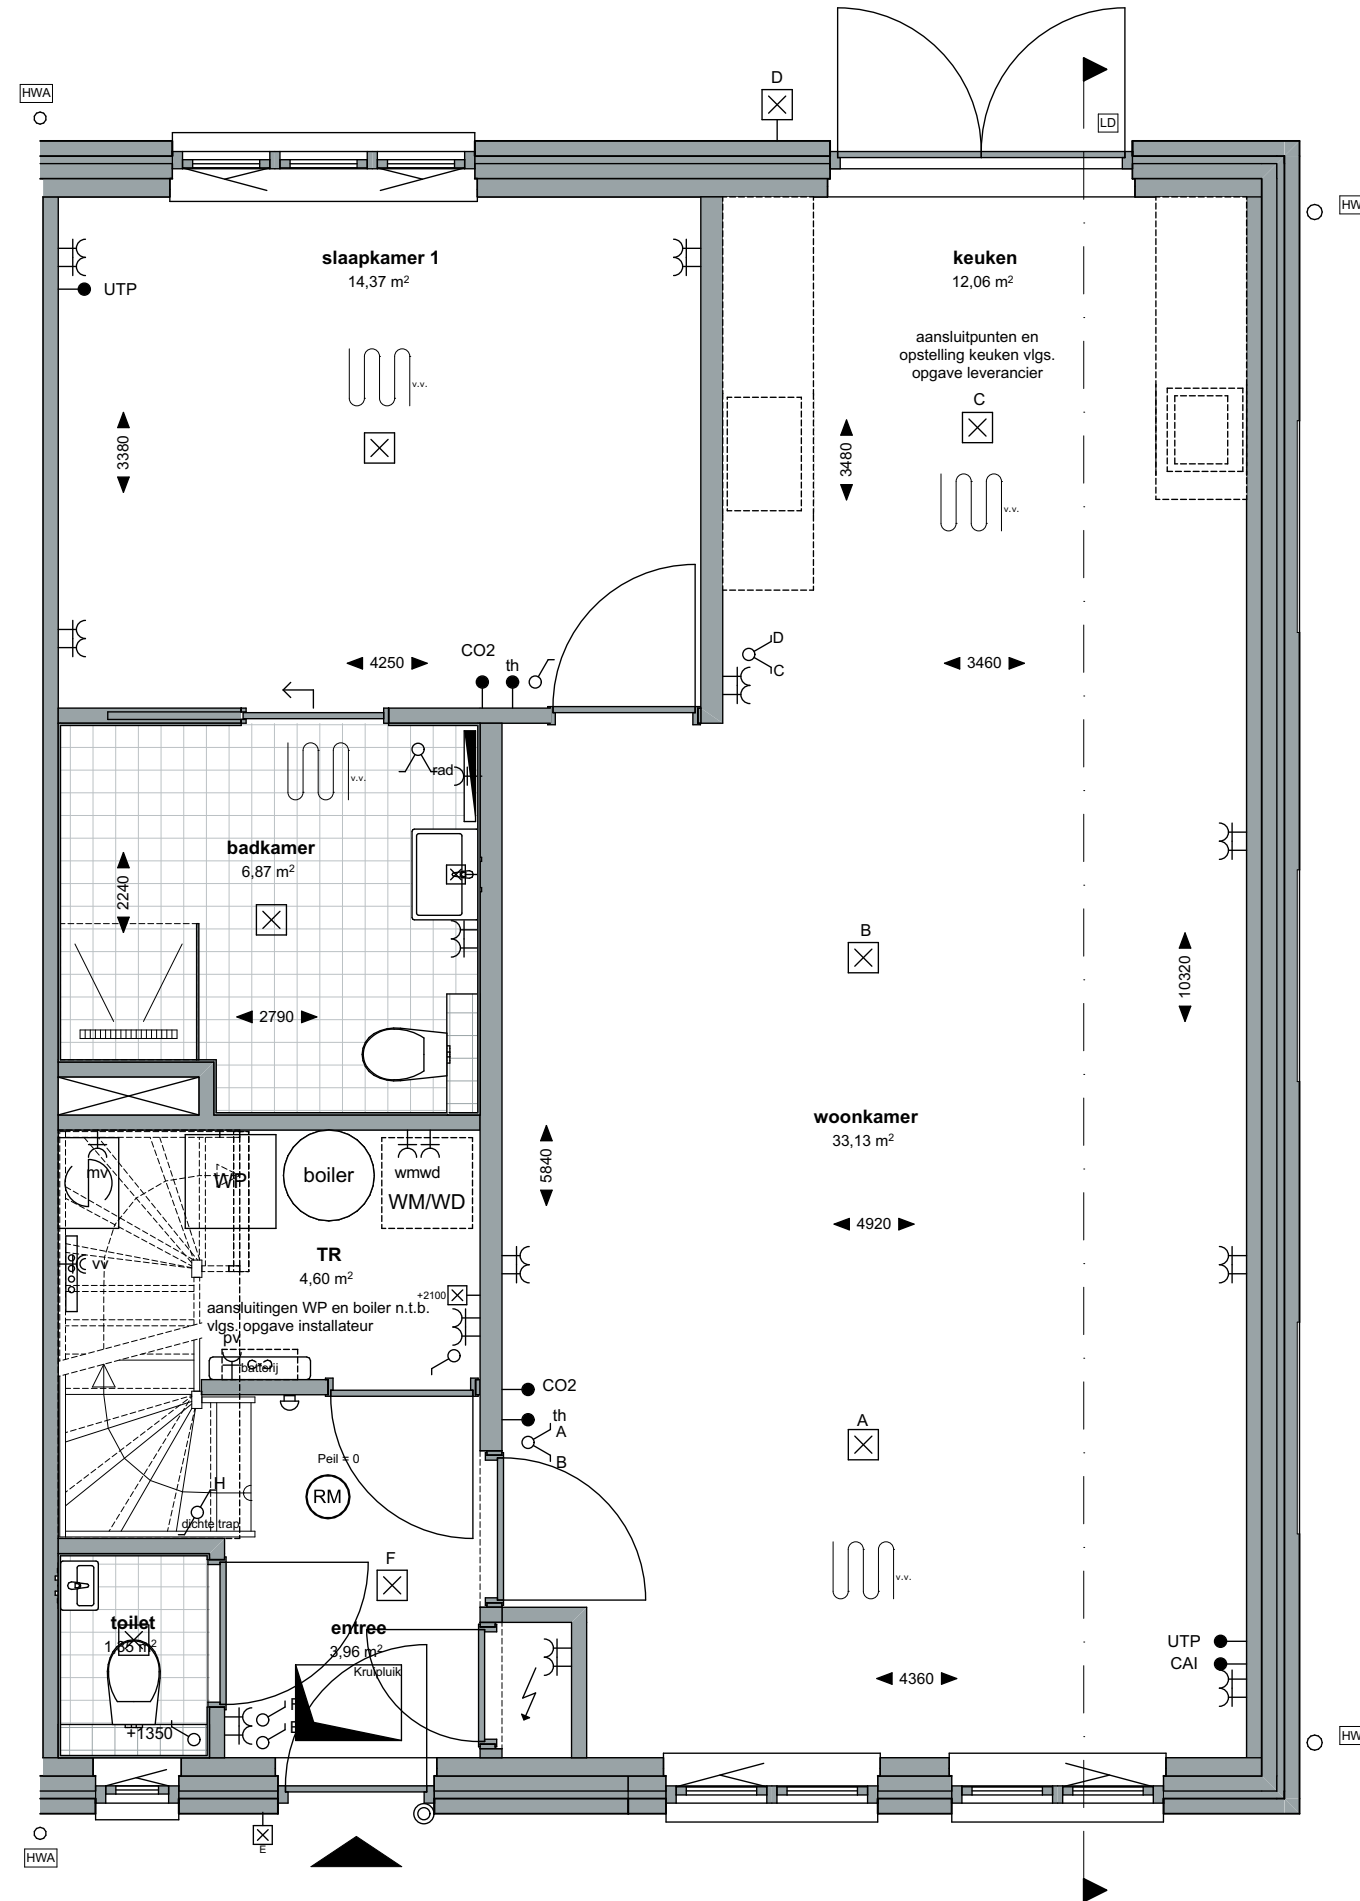 D
HWA
LD
HW
slaapkamer 1
14,37 m²
keuken
12,06 m²
UTP
aansluitpunten en
opstelling keuken vlgs.
opgave leverancier
C
v.v.
3380
3480
v.v.
D
C
CO2
th
4250
3460
v.v.
rad
badkamer
6,87 m²
2240
B
10320
2790
woonkamer
33,13 m²
5840
4920
mv
WP
boiler
wmwd
WM/WD
vv
TR
4,60 m²
+2100
aansluitingen WP en boiler n.t.b.
vlgs. opgave installateur
pv
batterij
CO2
th
A
B
A
Peil = 0
RM
H
dichte trap
F
v.v.
toilet
1,35 m²
entree
3,96 m²
Kruipluik
UTP
CAI
4360
F
E
+1350
HW
E
HWA